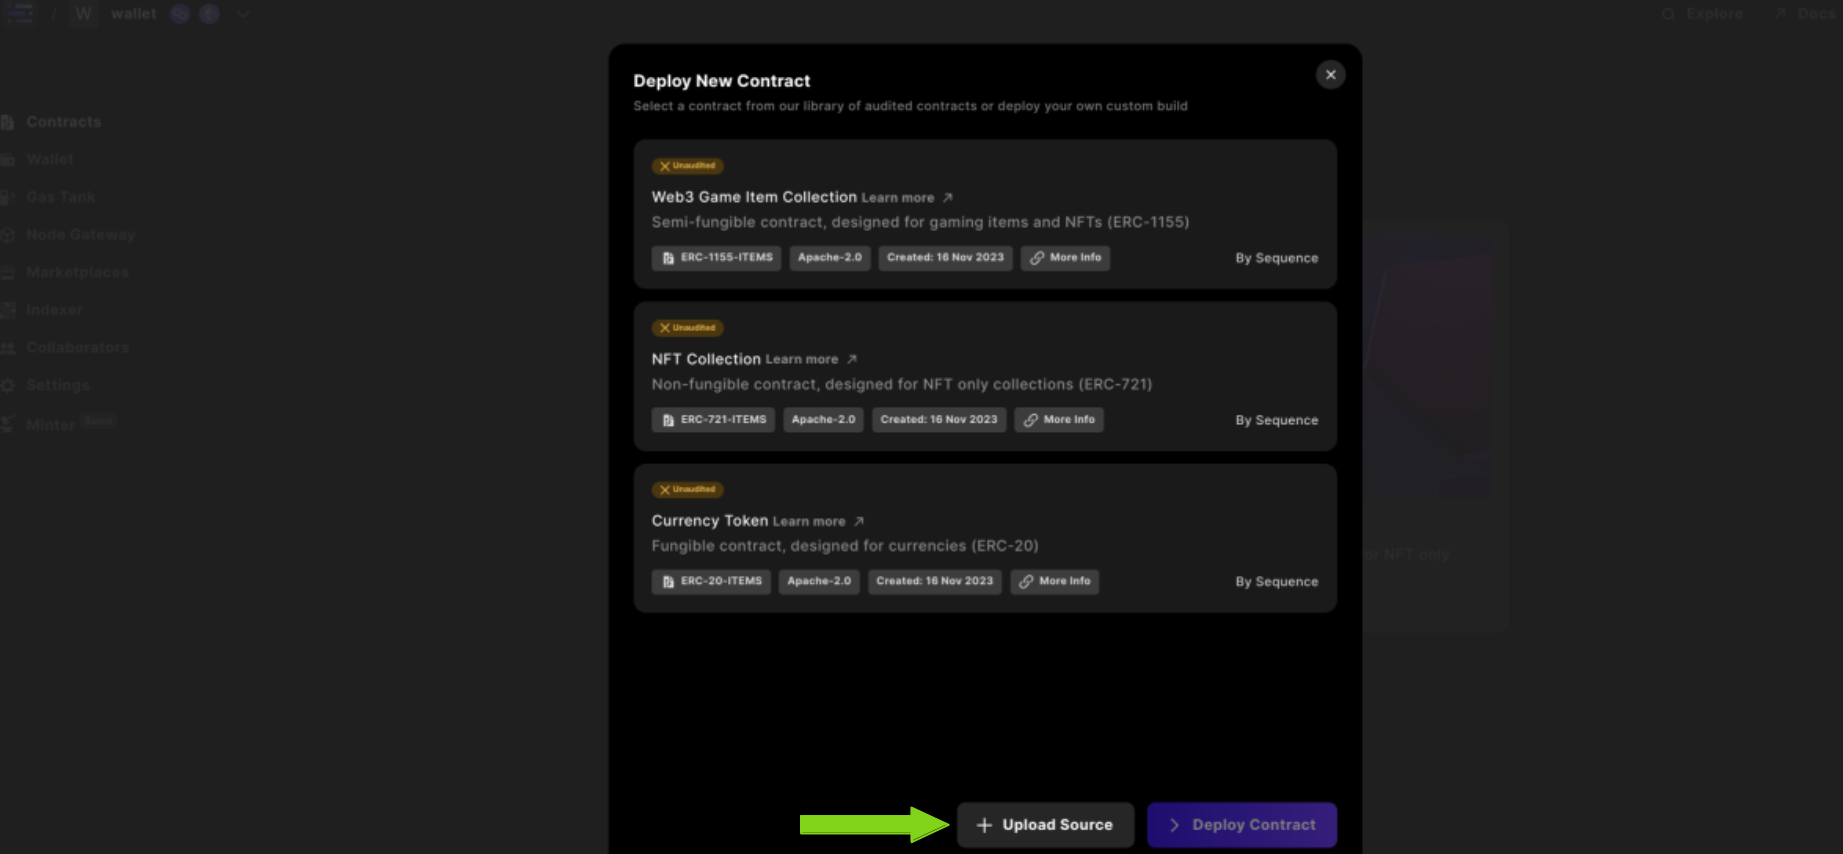 / W wallet
Explore Docs
Contracts
Wallet
Gas Tank
Node Gateway
Marketplaces
Indexer
Collaborators
Settings
Minter
Deploy New Contract
Select a contract from our library of audited contracts or deploy your own custom build
Unaudited
Web3 Game Item Collection Learn more
Semi-fungible contract, designed for gaming items and NFTs (ERC-1155)
ERC-1155-ITEMS Apache-2.0 Created: 16 Nov 2023 More Info By Sequence
Unaudited
NFT Collection Learn more
Non-fungible contract, designed for NFT only collections (ERC-721)
ERC-721-ITEMS Apache-2.0 Created: 16 Nov 2023 More Info By Sequence
Unaudited
Currency Token Learn more
Fungible contract, designed for currencies (ERC-20)
ERC-20-ITEMS Apache-2.0 Created: 16 Nov 2023 More Info By Sequence
for NFT only
Upload Source Deploy Contract